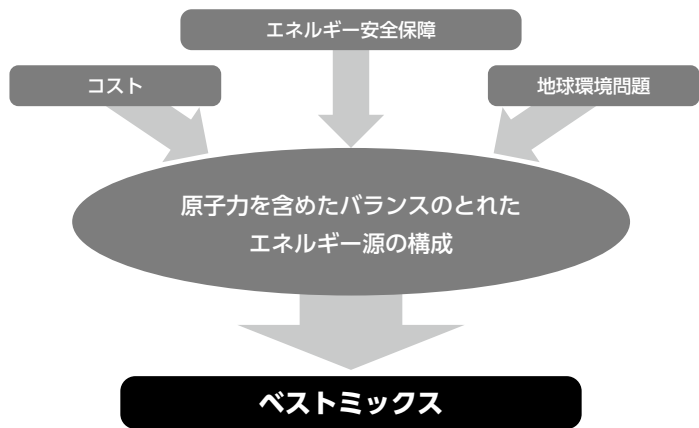 エネルギー安全保障
コスト
地球環境問題
原子力を含めたバランスのとれた
エネルギー源の構成
ベストミックス